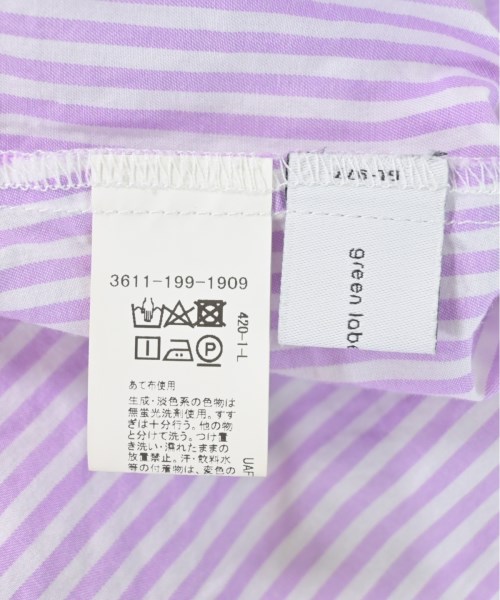 3611-199-1909
420-1-L
あて布使用
生成・淡色系の色物は
無蛍光洗剤使用。すす
ぎは十分行う。他の物
と分けて洗う。つけ置
き洗い・濡れたままの
放置禁止。汗・飲料水
等の付着物は、変色の
UAF
green labe